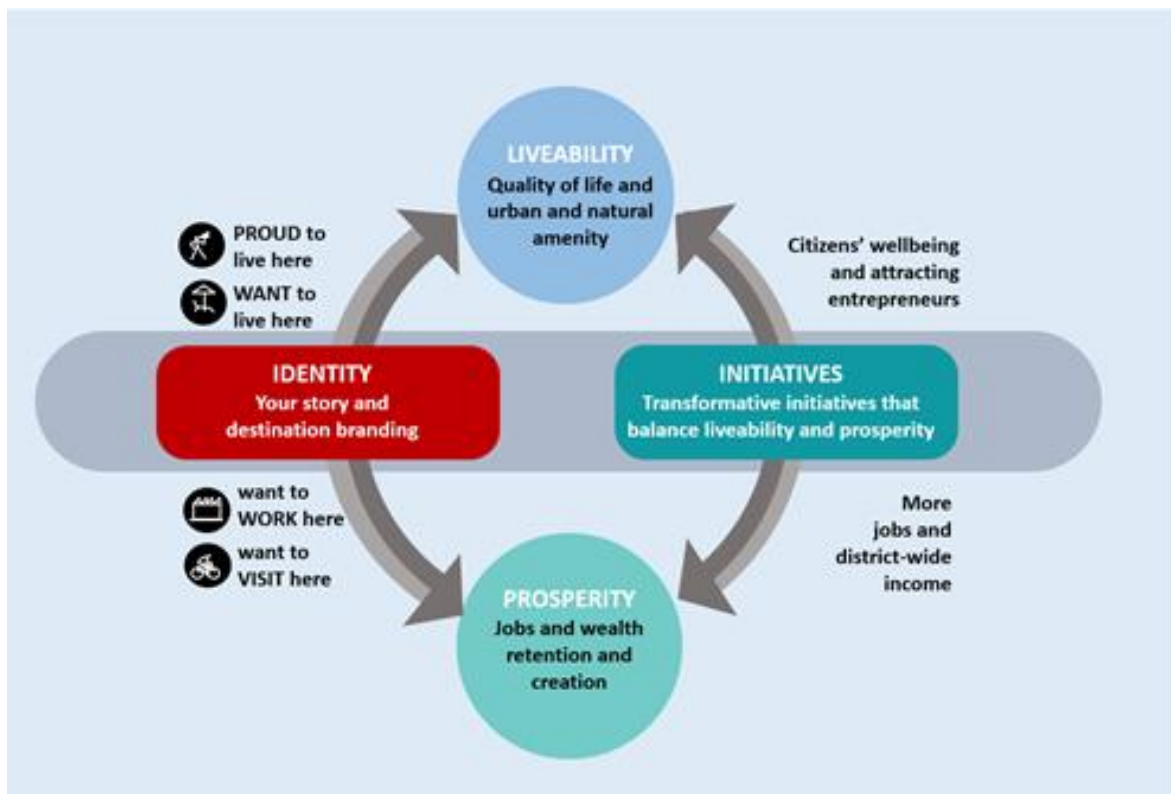 LIVEABILITY
Quality of life and
urban and natural
amenity
PROUD to
live here
WANT to
live here
Citizens' wellbeing
and attracting
entrepreneurs
IDENTITY
Your story and
destination branding
INITIATIVES
Transformative initiatives that
balance liveability and prosperity
want to
WORK here
want to
VISIT here
More
jobs and
district-wide
income
PROSPERITY
Jobs and wealth
retention and
creation